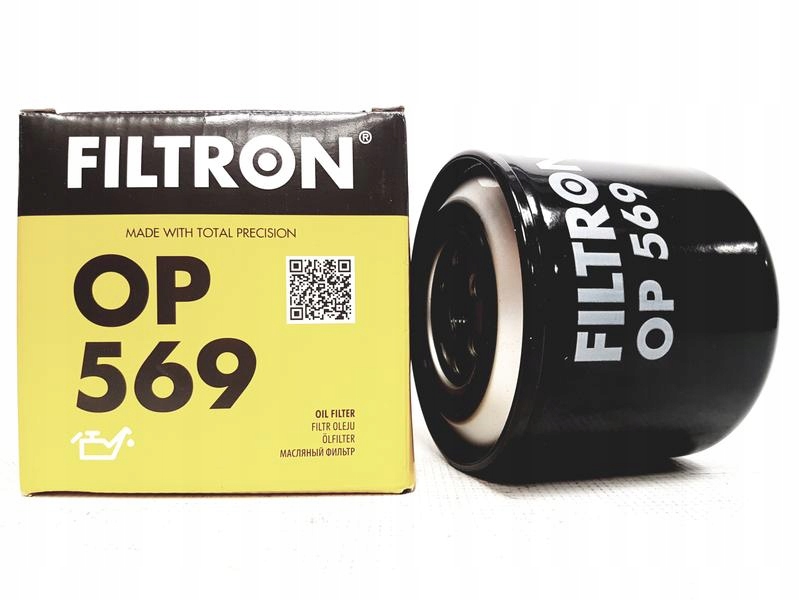 FILTRON®
MADE WITH TOTAL PRECISION
OP
569
OIL FILTER
FILTR OLEJU
ÖLFILTER
МАСЛЯНЫЙ ФИЛЬТР
FILTRON
OP 569